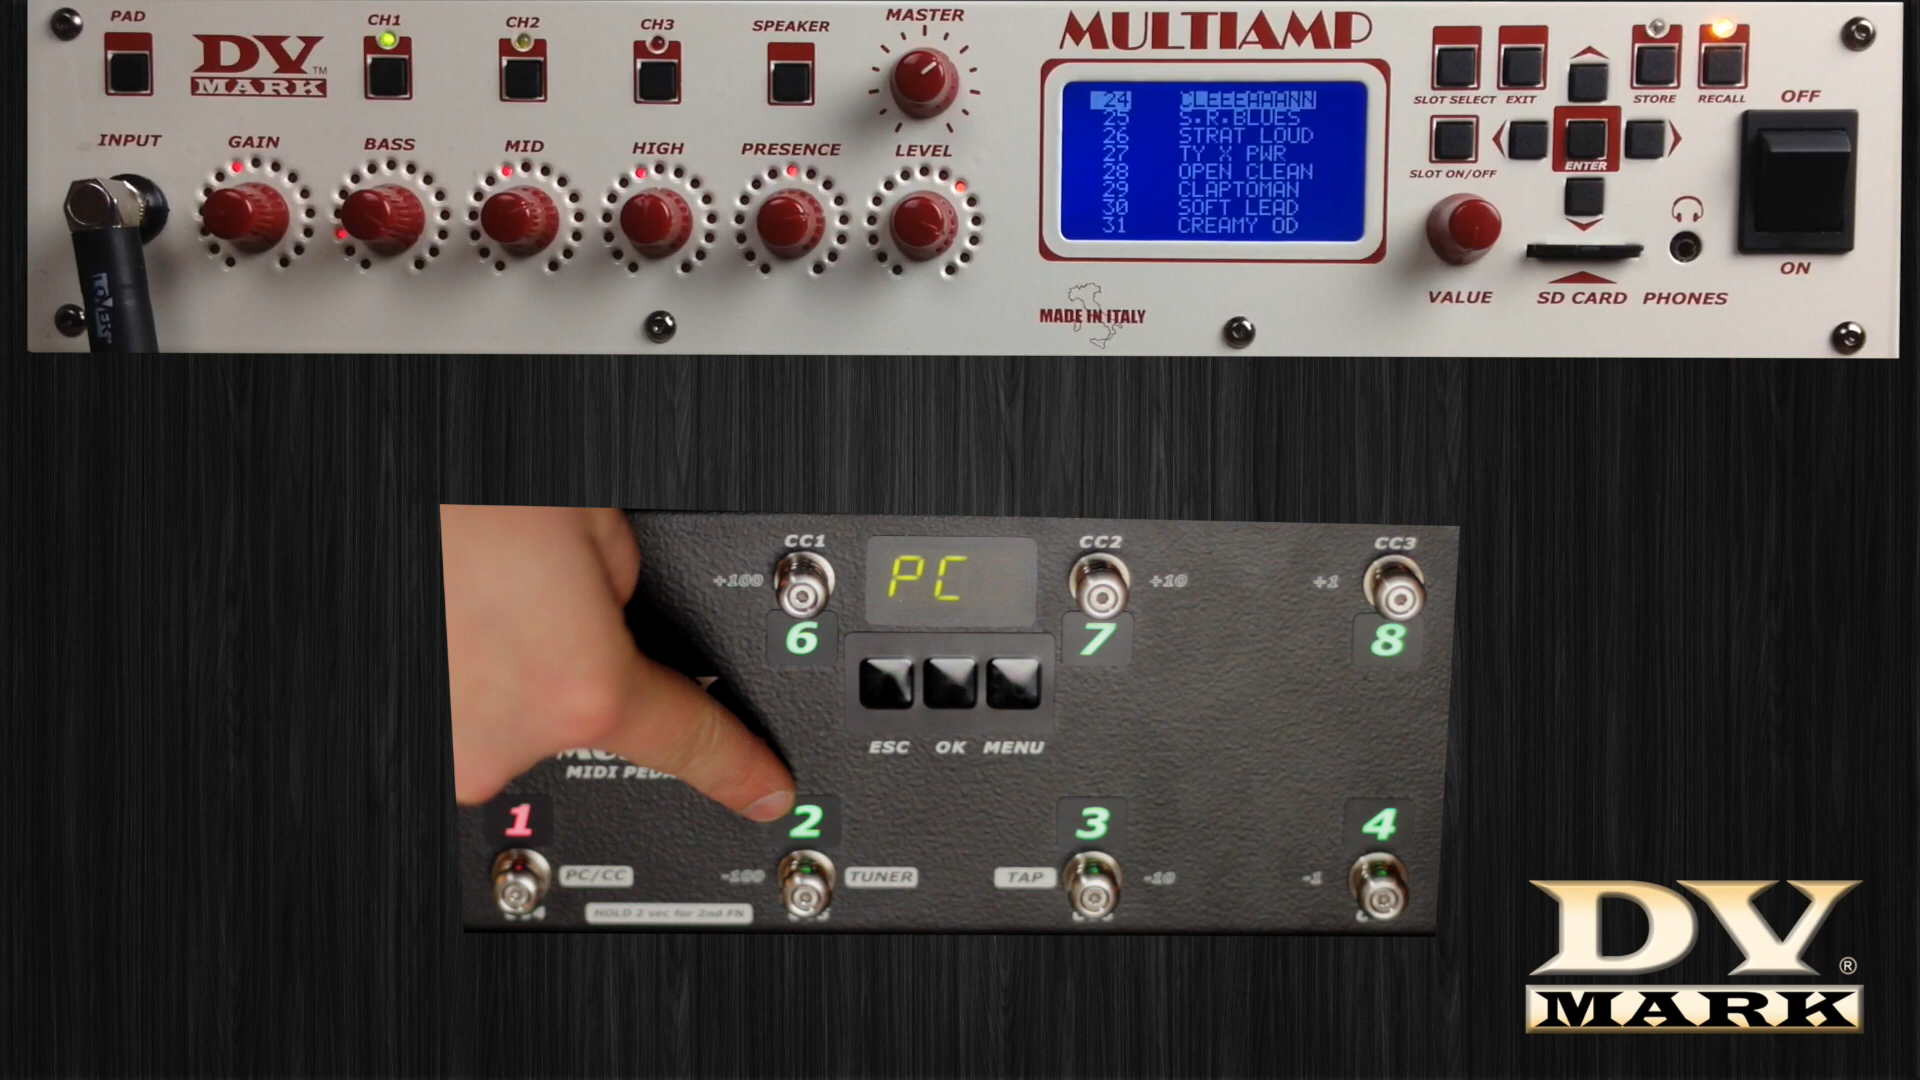 PAD
DV
MARK
TM
CH1
CH2
CH3
SPEAKER
MASTER
MULTIAMP
INPUT
GAIN
BASS
MID
HIGH
PRESENCE
LEVEL
24 CLEEEAAANN
25 S.R.BLUES
26 STRAT LOUD
27 TY X PWR
28 OPEN CLEAN
29 CLAPTOMAN
30 SOFT LEAD
31 CREAMY OD
MADE IN ITALY
SLOT SELECT
EXIT
STORE
RECALL
SLOT ON/OFF
ENTER
VALUE
SD CARD
PHONES
OFF
ON
CC1
+100
6
PC
CC2
+10
7
CC3
+1
8
ESC OK MENU
MIDI
1
2
3
4
PC/CC
-100
TUNER
TAP
-10
-1
HOLD 2 sec for 2nd FN
DV
®
MARK